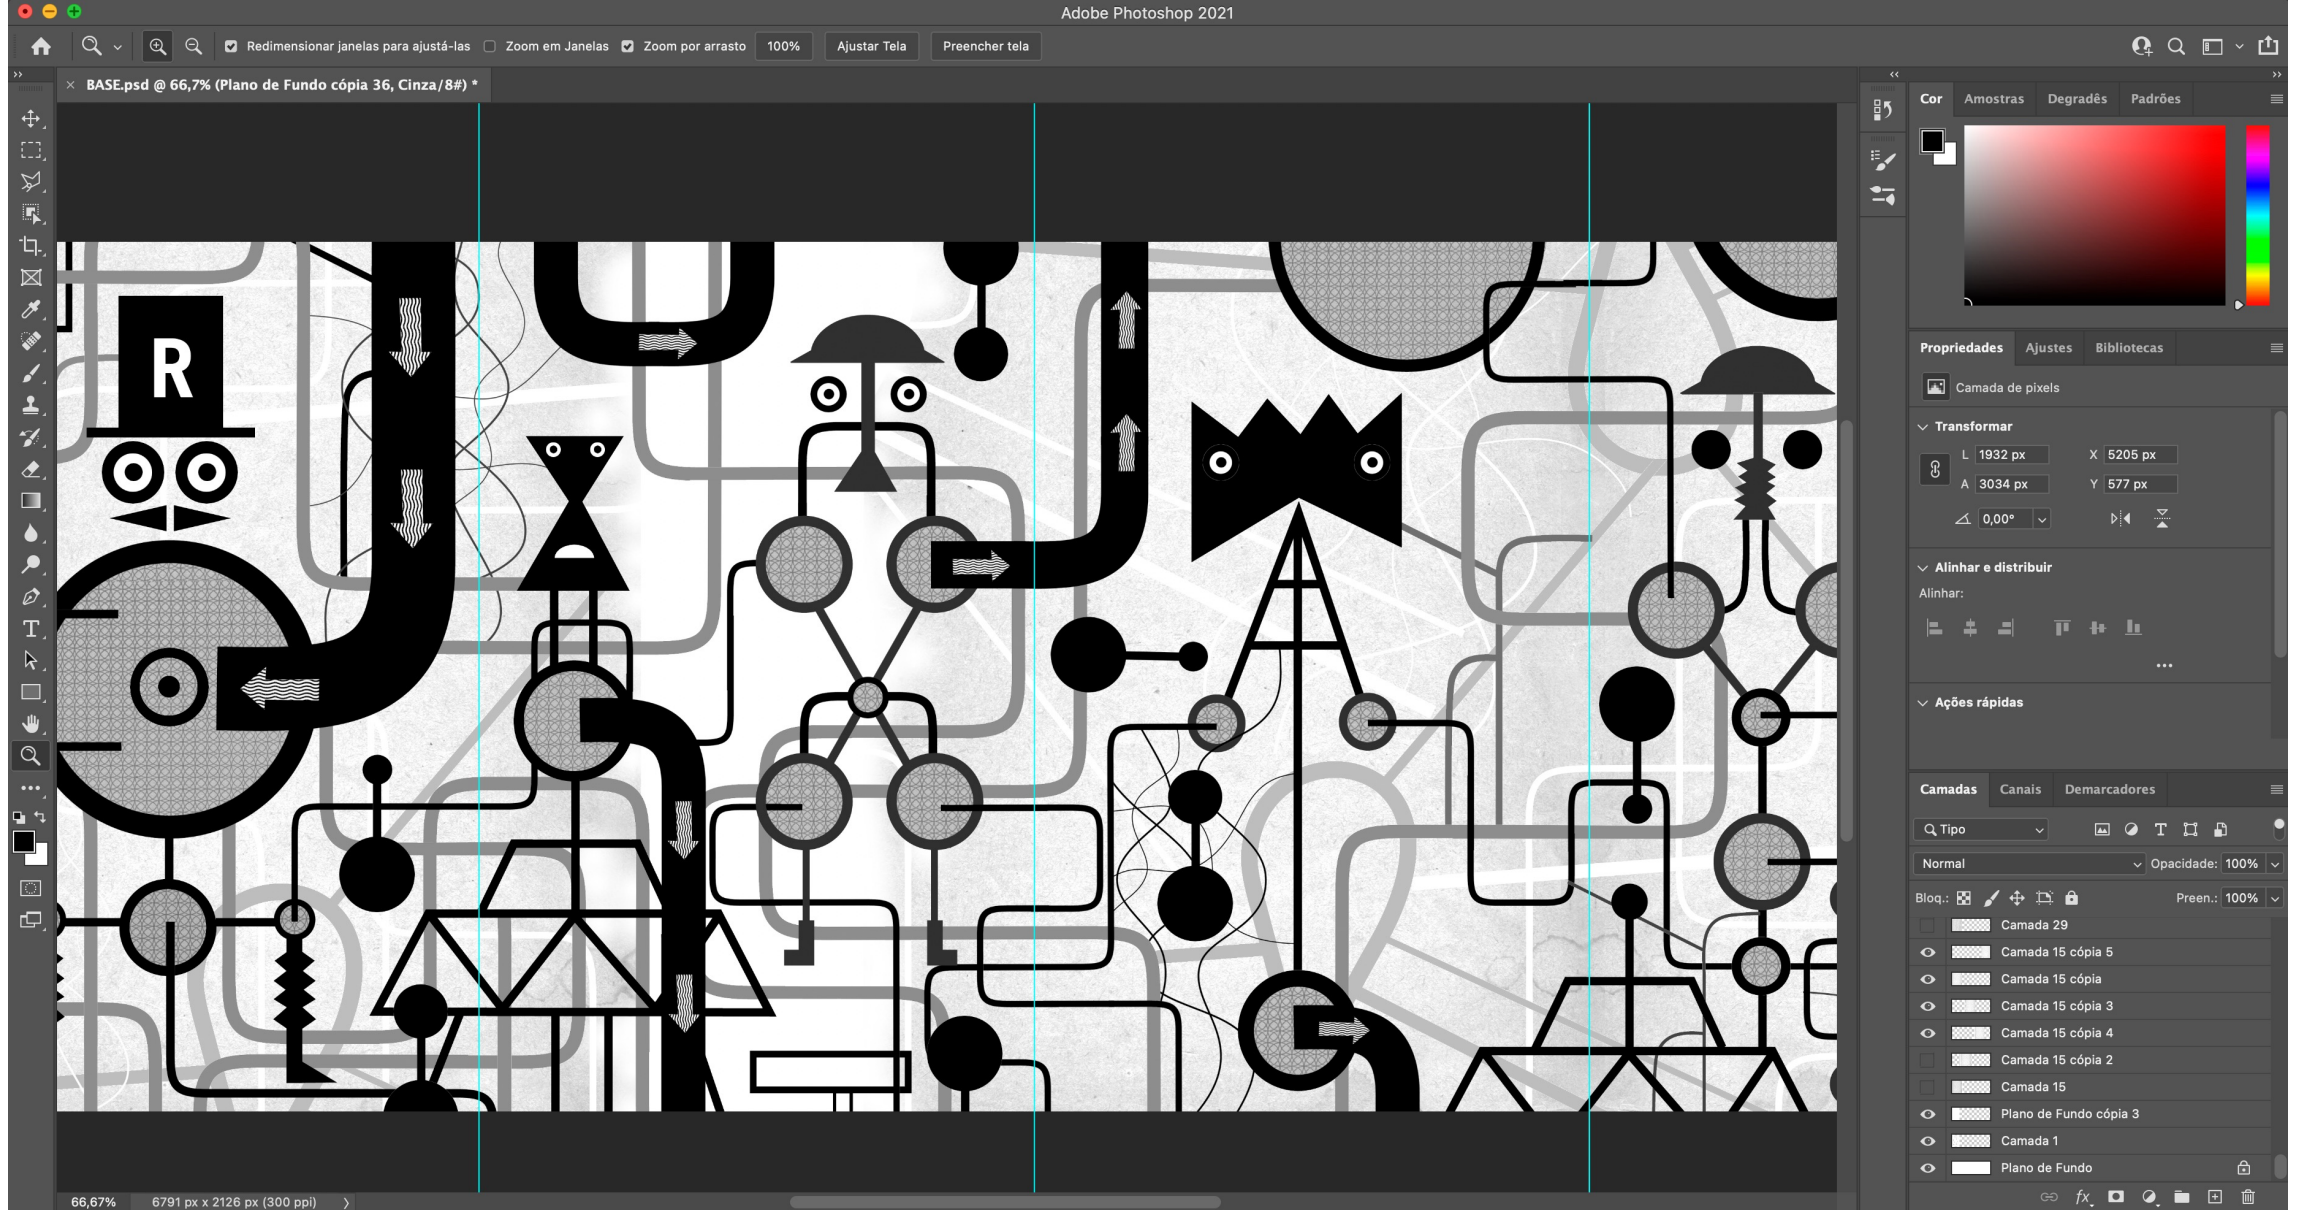 Adobe Photoshop 2021
Redimensionar janelas para ajustá-las Zoom em Janelas Zoom por arrasto 100% Ajustar Tela Preencher tela
BASE.psd @ 66,7% (Plano de Fundo cópia 36, Cinza/8#) *
R
Cor Amostras Degradês Padrões
Propriedades Ajustes Bibliotecas
Camada de pixels
Transformar
L 1932 px X 5205 px
A 3034 px Y 577 px
0,00°
Alinhar e distribuir
Alinhar:
Ações rápidas
Camadas Canais Demarcadores
Tipo
Normal Opacidade: 100%
Bloq.: Preen.: 100%
Camada 29
Camada 15 cópia 5
Camada 15 cópia
Camada 15 cópia 3
Camada 15 cópia 4
Camada 15 cópia 2
Camada 15
Plano de Fundo cópia 3
Camada 1
Plano de Fundo
fx
66,67% 6791 px x 2126 px (300 ppi)